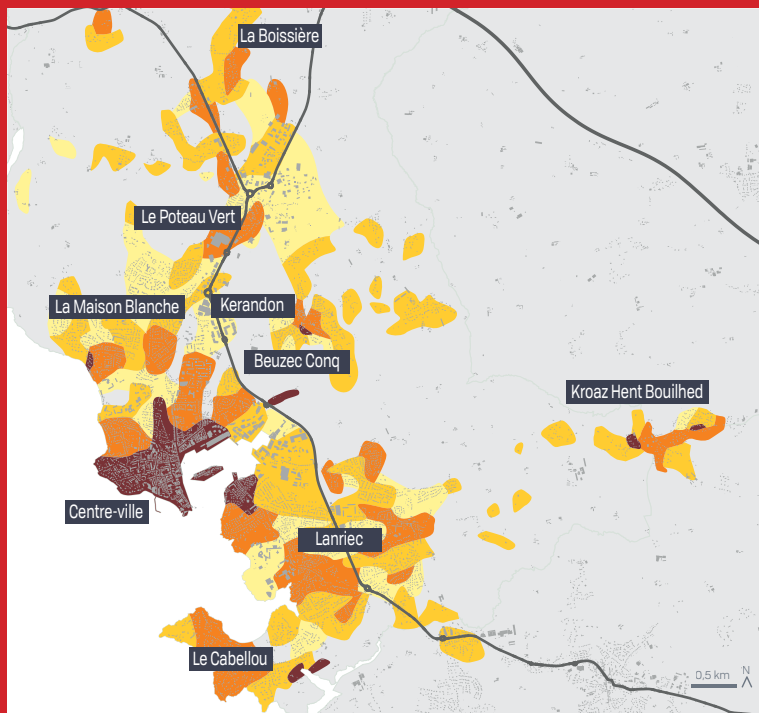 La Boissière
Le Poteau Vert
La Maison Blanche
Kerandon
Beuzec Conq
Kroaz Hent Bouilhed
Centre-ville
Lanriec
Le Cabellou
0,5 km
N